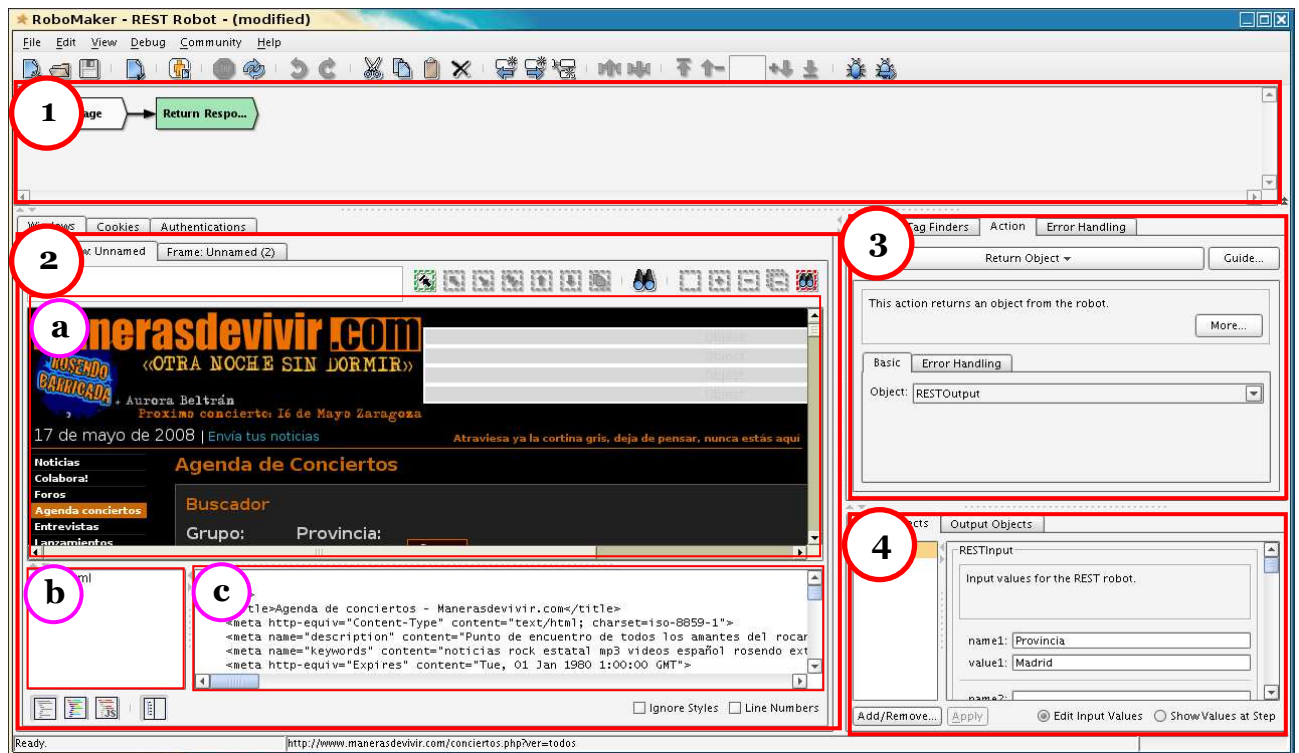 RoboMaker - REST Robot - (modified)
File Edit View Debug Community Help
1
age
Return Respo...
Windows Cookies Authentications
2
Unnamed
Frame: Unnamed (2)
a
manerasdevivir.com
«OTRA NOCHE SIN DORMIR»
Object
Object
Object
Object
ROSENDO
BARRICADA
Aurora Beltrán
Proximo concierto: 16 de Mayo Zaragoza
17 de mayo de 2008 | Envía tus noticias
Atraviesa ya la cortina gris, deja de pensar, nunca estás aquí
Noticias
Colabora!
Foros
Agenda conciertos
Entrevistas
Lanzamientos
Agenda de Conciertos
Buscador
Grupo: Provincia:
b
ml
c
title>Agenda de conciertos - Manerasdevivir.com</title>
<meta http-equiv="Content-Type" content="text/html; charset=iso-8859-1">
<meta name="description" content="Punto de encuentro de todos los amantes del rocan
<meta name="keywords" content="noticias rock estatal mp3 videos español rosendo ext
<meta http-equiv="Expires" content="Tue, 01 Jan 1980 1:00:00 GMT">
JS
Ignore Styles Line Numbers
3
Tag Finders Action Error Handling
Return Object
Guide...
This action returns an object from the robot.
More...
Basic Error Handling
Object: RESTOutput
4
ects
Output Objects
RESTInput
Input values for the REST robot.
name1: Provincia
value1: Madrid
name2:
Add/Remove... Apply Edit Input Values Show Values at Step
Ready.
http://www.manerasdevivir.com/conciertos.php?ver=todos